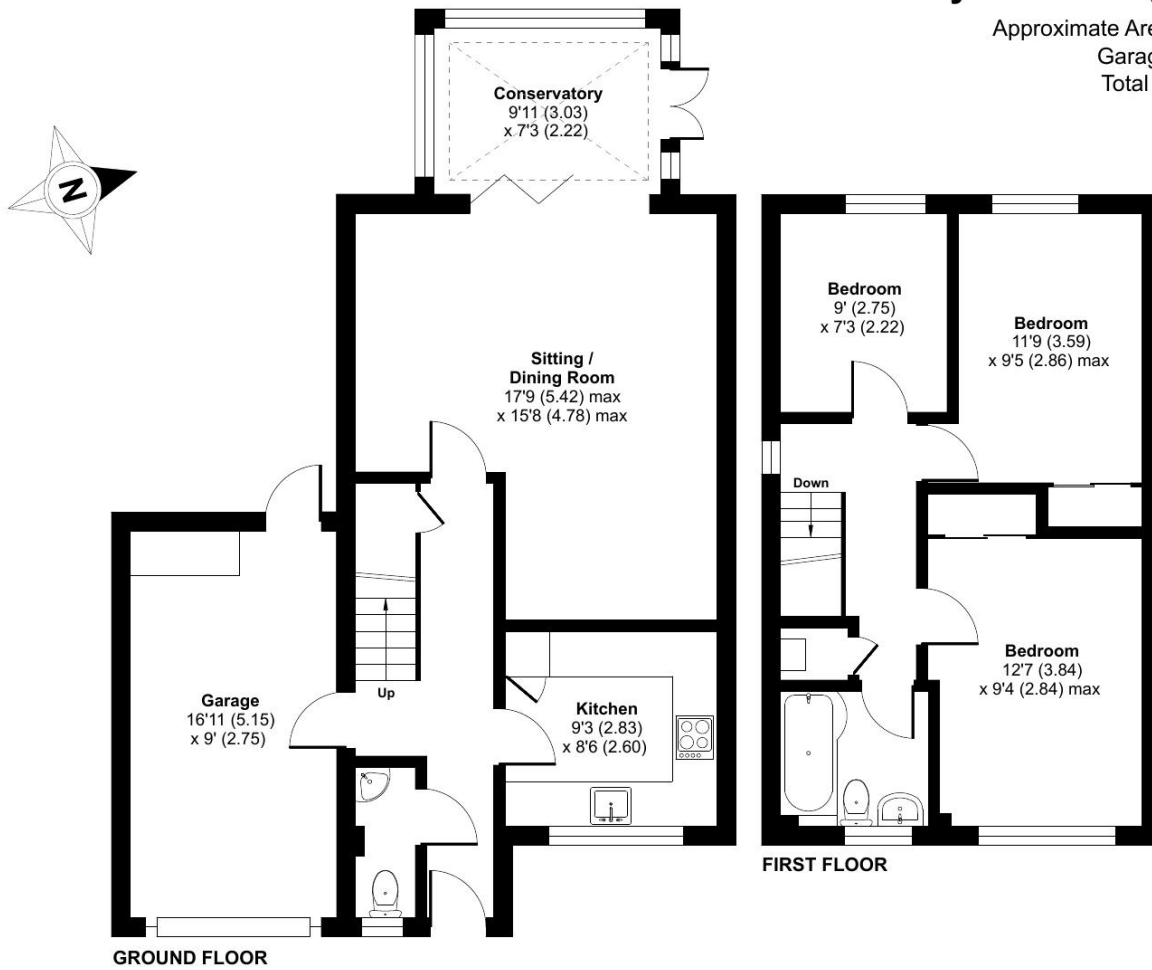 Approximate Are
Garag
Total
Conservatory
9'11 (3.03)
x 7'3 (2.22)
N
Bedroom
9' (2.75)
x 7'3 (2.22)
Bedroom
11'9 (3.59)
x 9'5 (2.86) max
Sitting /
Dining Room
17'9 (5.42) max
x 15'8 (4.78) max
Down
Up
Garage
16'11 (5.15)
x 9' (2.75)
Kitchen
9'3 (2.83)
x 8'6 (2.60)
Bedroom
12'7 (3.84)
x 9'4 (2.84) max
FIRST FLOOR
GROUND FLOOR